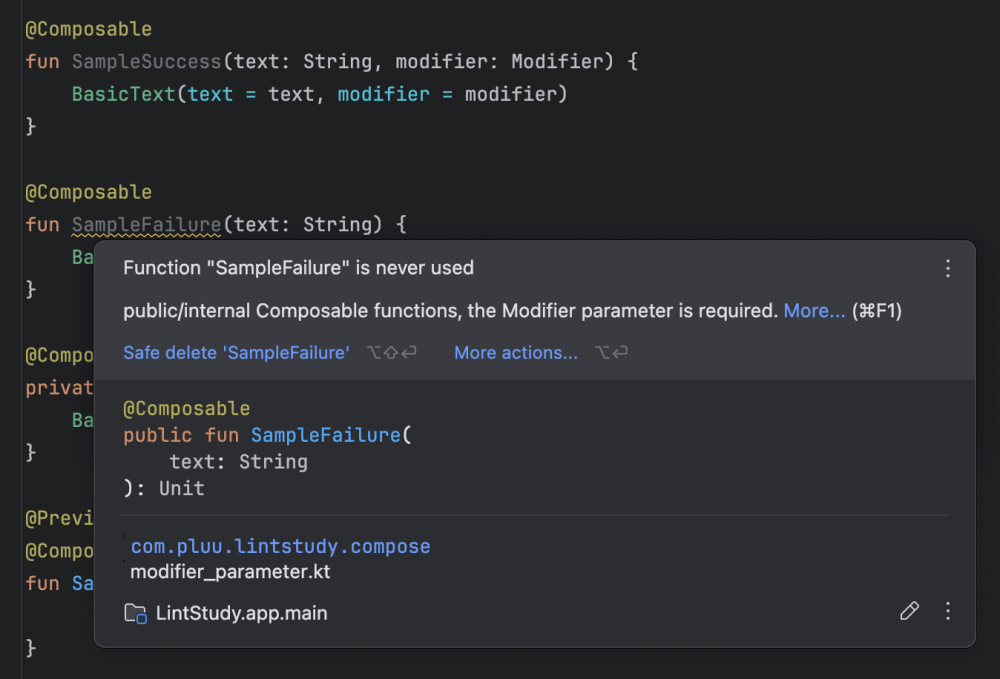 @Composable
fun SampleSuccess(text: String, modifier: Modifier) {
    BasicText(text = text, modifier = modifier)
}
@Composable
fun SampleFailure(text: String) {
    Ba
}
Function "SampleFailure" is never used
public/internal Composable functions, the Modifier parameter is required. More... (⌘F1)
Safe delete 'SampleFailure' ⌥⇧⏎ More actions... ⌥⏎
@Compo
privat
    Ba
}
@Composable
public fun SampleFailure(
    text: String
): Unit
@Previ
@Compo
fun Sa
}
com.pluu.lintstudy.compose
modifier_parameter.kt
LintStudy.app.main